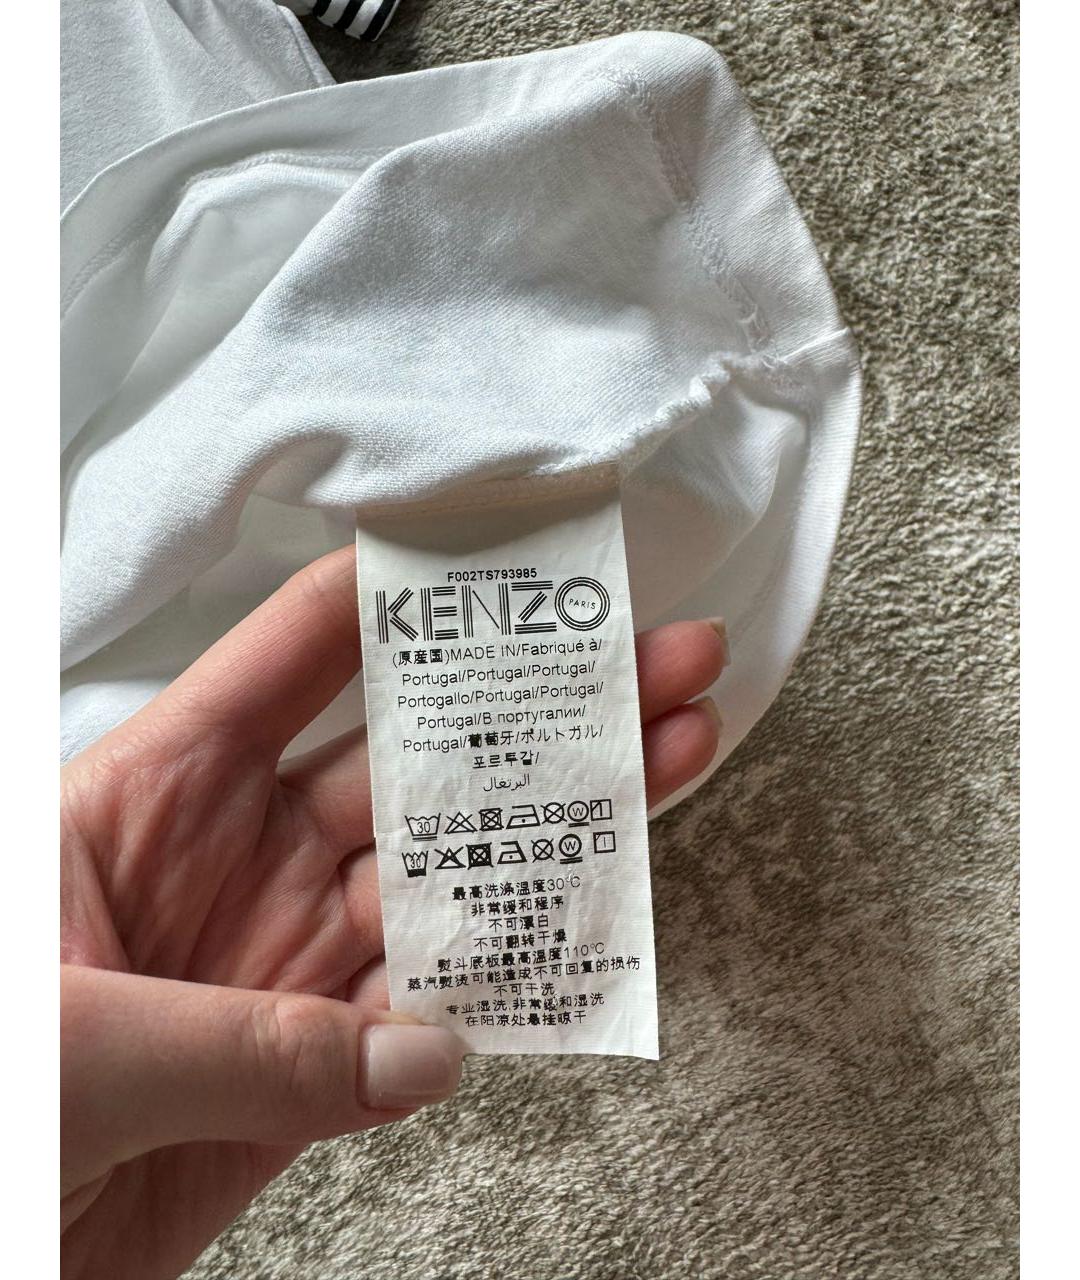 F002TS793985
KENZO
PARIS
(原産国)MADE IN/Fabriqué à/
Portugal/Portugal/Portugal/
Portogallo/Portugal/Portugal/
Portugal/В португалии/
Portugal/葡萄牙/ポルトガル/
포르투갈/
البرتغال
30 W
30 W
最高洗涤温度30°C
非常缓和程序
不可漂白
不可翻转干燥
熨斗底板最高温度110°C
蒸汽熨烫可能造成不可回复的损伤
不可干洗
专业湿洗,非常缓和湿洗
在阴凉处悬挂晾干